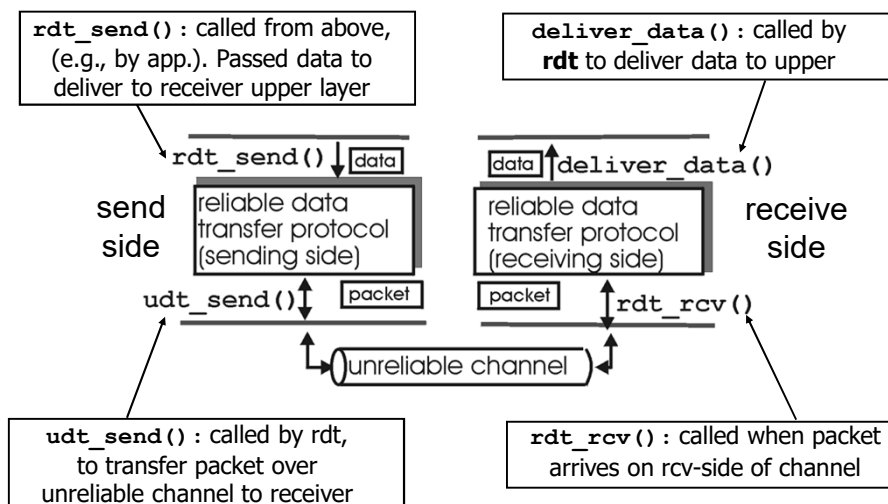 rdt_send(): called from above,
(e.g., by app.). Passed data to
deliver to receiver upper layer
deliver_data(): called by
rdt to deliver data to upper
rdt_send()
data
data
deliver_data()
send
side
reliable data
transfer protocol
(sending side)
reliable data
transfer protocol
(receiving side)
receive
side
udt_send()
packet
packet
rdt_rcv()
unreliable channel
udt_send(): called by rdt,
to transfer packet over
unreliable channel to receiver
rdt_rcv(): called when packet
arrives on rcv-side of channel